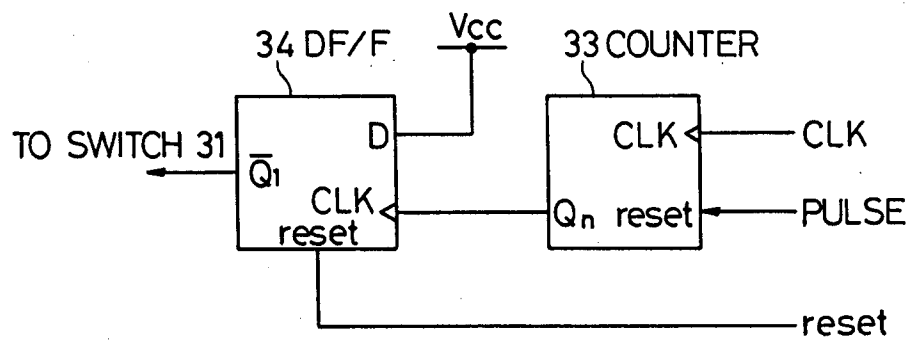 Vcc
34 DF/F
33 COUNTER
D
CLK
CLK
TO SWITCH 31
Q̅1
CLK
reset
Qn
reset
PULSE
reset